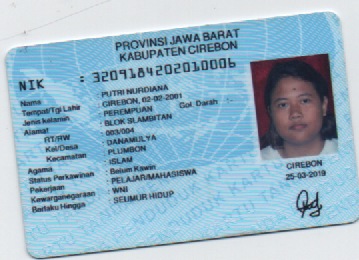 PROVINSI JAWA BARAT
KABUPATEN CIREBON
NIK : 3209184202010006
Nama : PUTRI NURDIANA
Tempat/Tgl Lahir : CIREBON, 02-02-2001
Jenis kelamin : PEREMPUAN Gol. Darah :
Alamat : BLOK SLAMBITAN
RT/RW : 003/004
Kel/Desa : DANAMULYA
Kecamatan : PLUMBON
Agama : ISLAM
Status Perkawinan : Belum Kawin
Pekerjaan : PELAJAR/MAHASISWA
Kewarganegaraan : WNI
Berlaku Hingga : SEUMUR HIDUP
CIREBON
25-03-2019